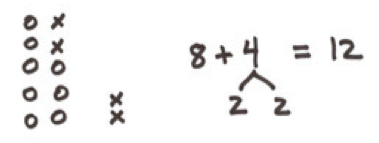 o x
o x
o o
o o x
o o x
8 + 4 = 12
2 2